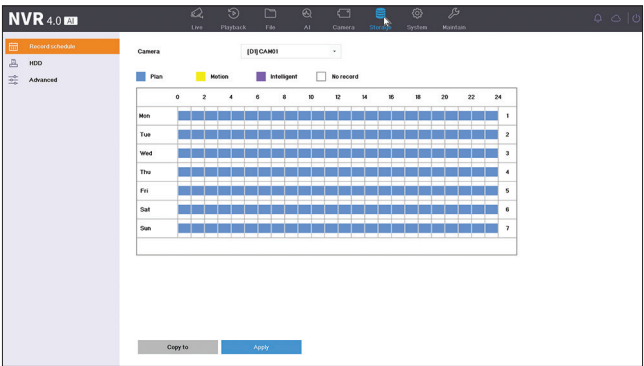 NVR 4.0 AI
Live Playback File AI Camera Storage System Maintain
Record schedule
HDD
Advanced
Camera [D1] CAM01
Plan Motion Intelligent No record
0 2 4 6 8 10 12 14 16 18 20 22 24
Mon 1
Tue 2
Wed 3
Thu 4
Fri 5
Sat 6
Sun 7
Copy to Apply